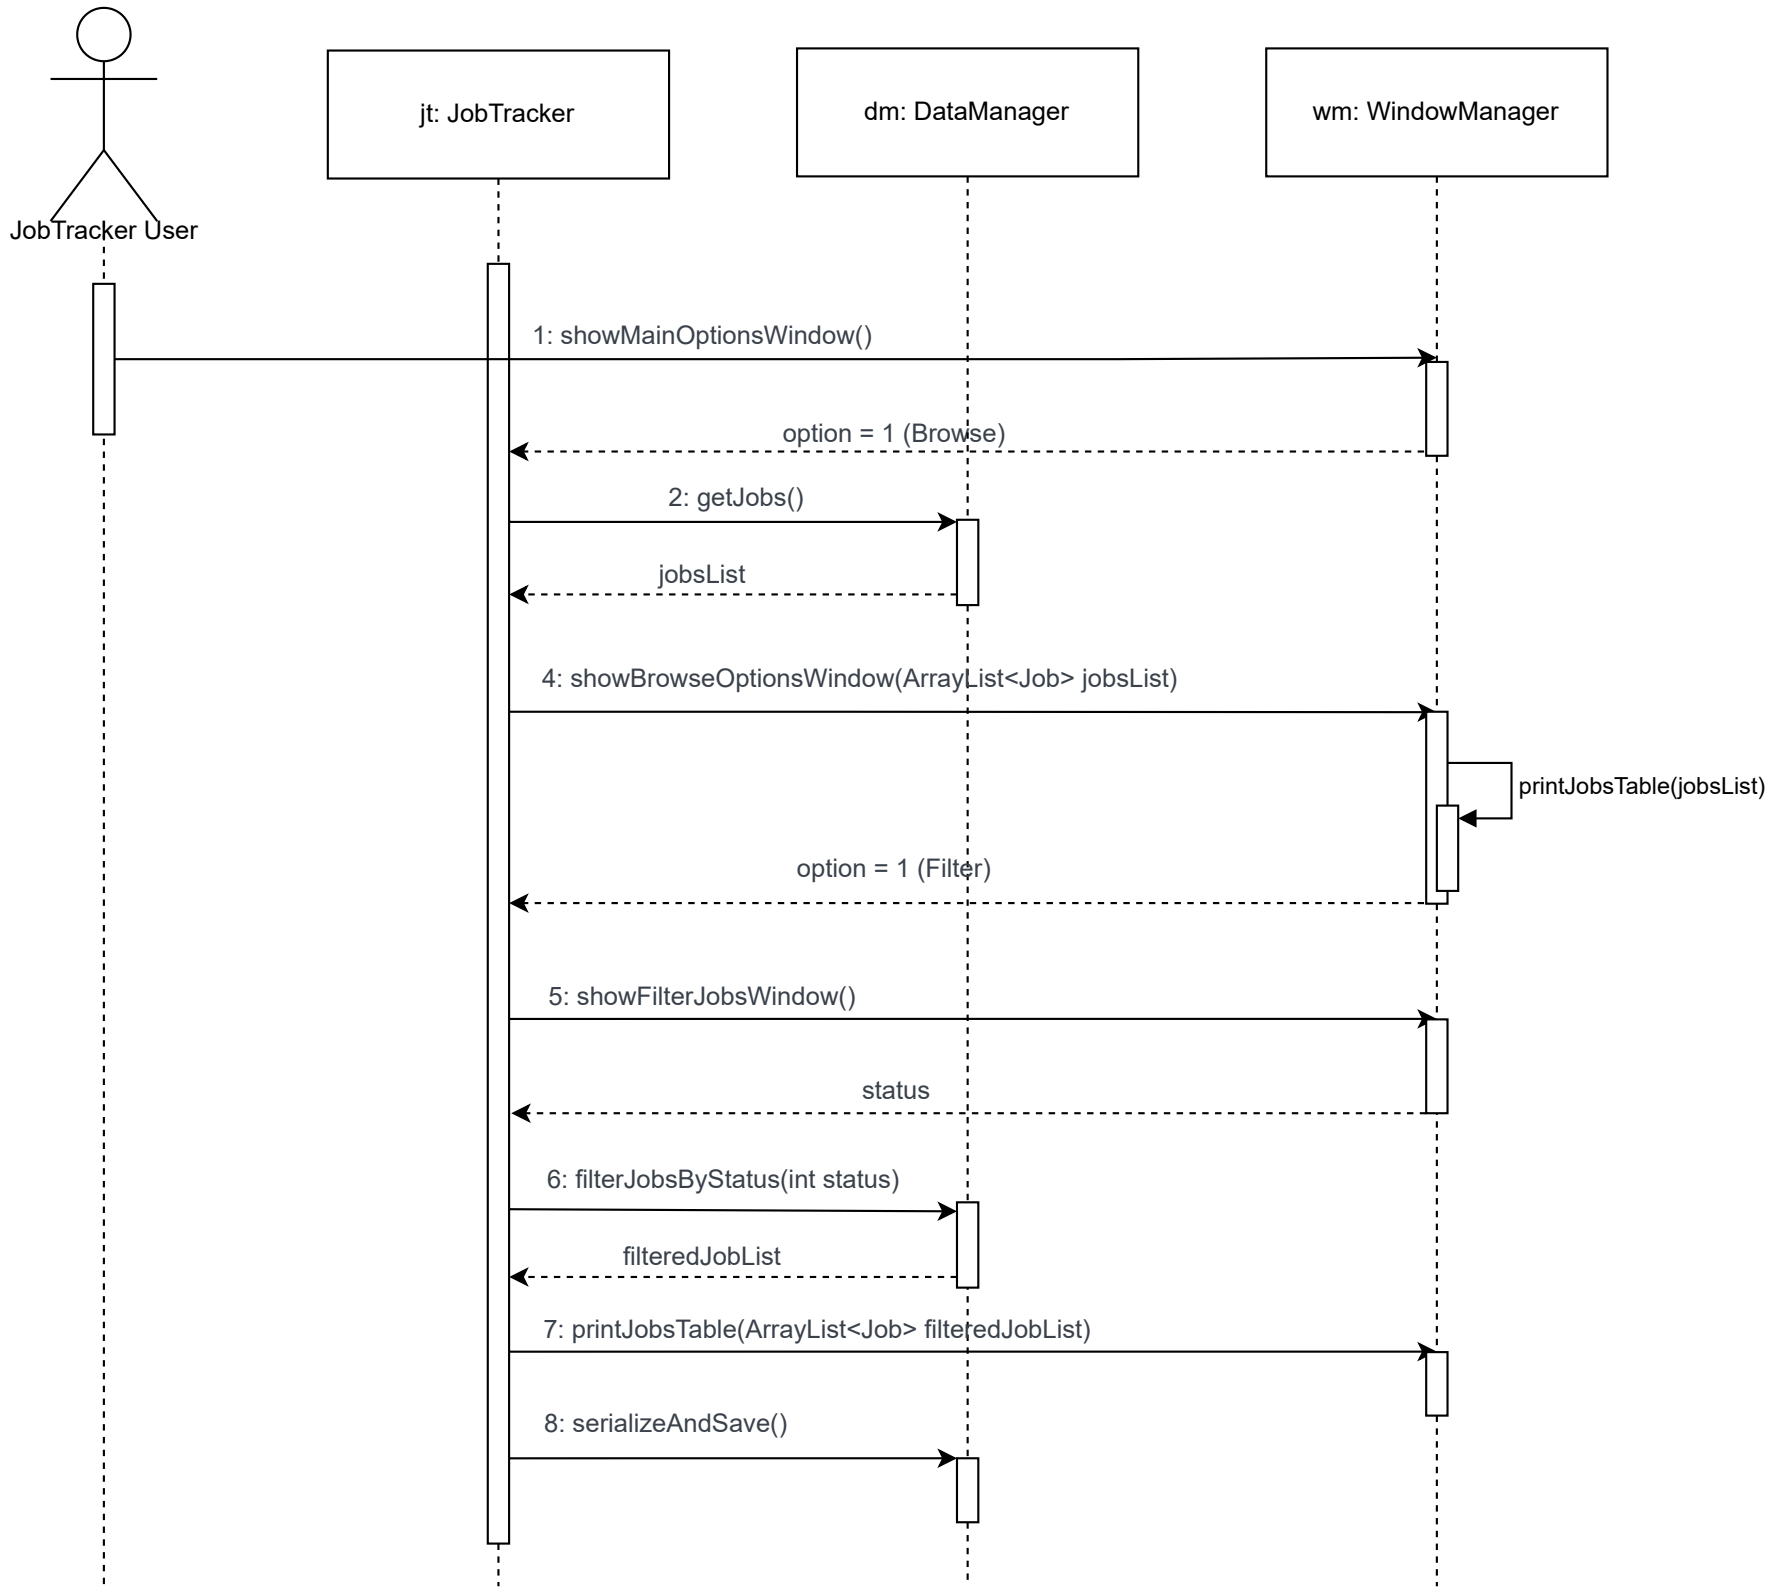 JobTracker User
jt: JobTracker
dm: DataManager
wm: WindowManager
1: showMainOptionsWindow()
option = 1 (Browse)
2: getJobs()
jobsList
4: showBrowseOptionsWindow(ArrayList<Job> jobsList)
printJobsTable(jobsList)
option = 1 (Filter)
5: showFilterJobsWindow()
status
6: filterJobsByStatus(int status)
filteredJobList
7: printJobsTable(ArrayList<Job> filteredJobList)
8: serializeAndSave()